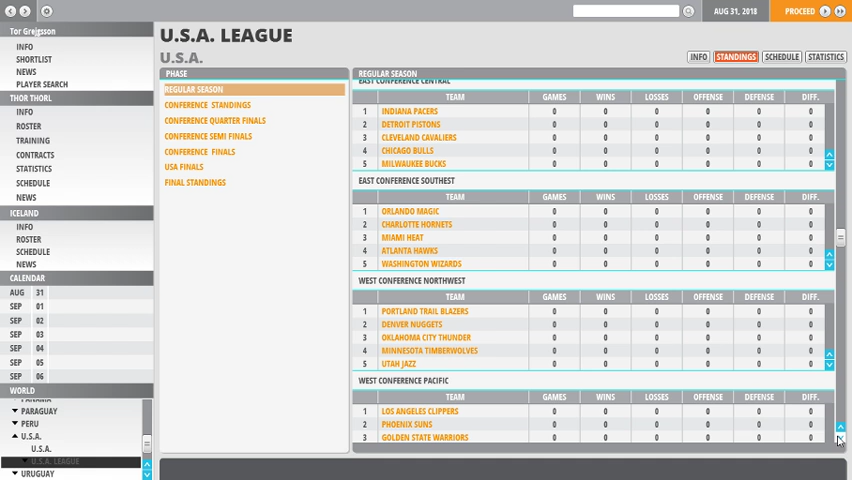 AUG 31, 2018
PROCEED
Tor Grejgsson
INFO
SHORTLIST
NEWS
PLAYER SEARCH
THOR THORL
INFO
ROSTER
TRAINING
CONTRACTS
STATISTICS
SCHEDULE
NEWS
ICELAND
INFO
ROSTER
SCHEDULE
NEWS
CALENDAR
AUG 31
SEP 01
SEP 02
SEP 03
SEP 04
SEP 05
SEP 06
WORLD
PANAMA
PARAGUAY
PERU
U.S.A.
U.S.A.
U.S.A. LEAGUE
URUGUAY
U.S.A. LEAGUE
U.S.A.
INFO STANDINGS SCHEDULE STATISTICS
PHASE
REGULAR SEASON
CONFERENCE STANDINGS
CONFERENCE QUARTER FINALS
CONFERENCE SEMI FINALS
CONFERENCE FINALS
USA FINALS
FINAL STANDINGS
REGULAR SEASON
EAST CONFERENCE CENTRAL
TEAM GAMES WINS LOSSES OFFENSE DEFENSE DIFF.
1 INDIANA PACERS 0 0 0 0 0 0
2 DETROIT PISTONS 0 0 0 0 0 0
3 CLEVELAND CAVALIERS 0 0 0 0 0 0
4 CHICAGO BULLS 0 0 0 0 0 0
5 MILWAUKEE BUCKS 0 0 0 0 0 0
EAST CONFERENCE SOUTHEST
TEAM GAMES WINS LOSSES OFFENSE DEFENSE DIFF.
1 ORLANDO MAGIC 0 0 0 0 0 0
2 CHARLOTTE HORNETS 0 0 0 0 0 0
3 MIAMI HEAT 0 0 0 0 0 0
4 ATLANTA HAWKS 0 0 0 0 0 0
5 WASHINGTON WIZARDS 0 0 0 0 0 0
WEST CONFERENCE NORTHWEST
TEAM GAMES WINS LOSSES OFFENSE DEFENSE DIFF.
1 PORTLAND TRAIL BLAZERS 0 0 0 0 0 0
2 DENVER NUGGETS 0 0 0 0 0 0
3 OKLAHOMA CITY THUNDER 0 0 0 0 0 0
4 MINNESOTA TIMBERWOLVES 0 0 0 0 0 0
5 UTAH JAZZ 0 0 0 0 0 0
WEST CONFERENCE PACIFIC
TEAM GAMES WINS LOSSES OFFENSE DEFENSE DIFF.
1 LOS ANGELES CLIPPERS 0 0 0 0 0 0
2 PHOENIX SUNS 0 0 0 0 0 0
3 GOLDEN STATE WARRIORS 0 0 0 0 0 0